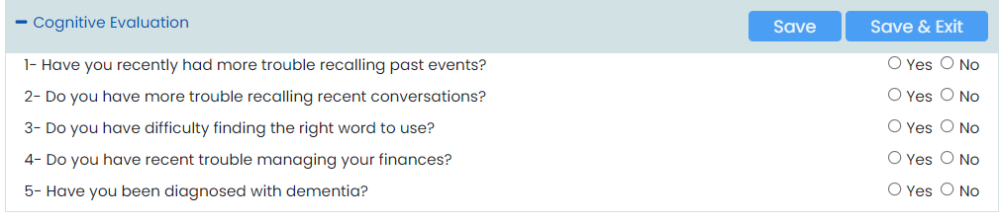 Cognitive Evaluation Save Save & Exit
1- Have you recently had more trouble recalling past events? Yes No
2- Do you have more trouble recalling recent conversations? Yes No
3- Do you have difficulty finding the right word to use? Yes No
4- Do you have recent trouble managing your finances? Yes No
5- Have you been diagnosed with dementia? Yes No